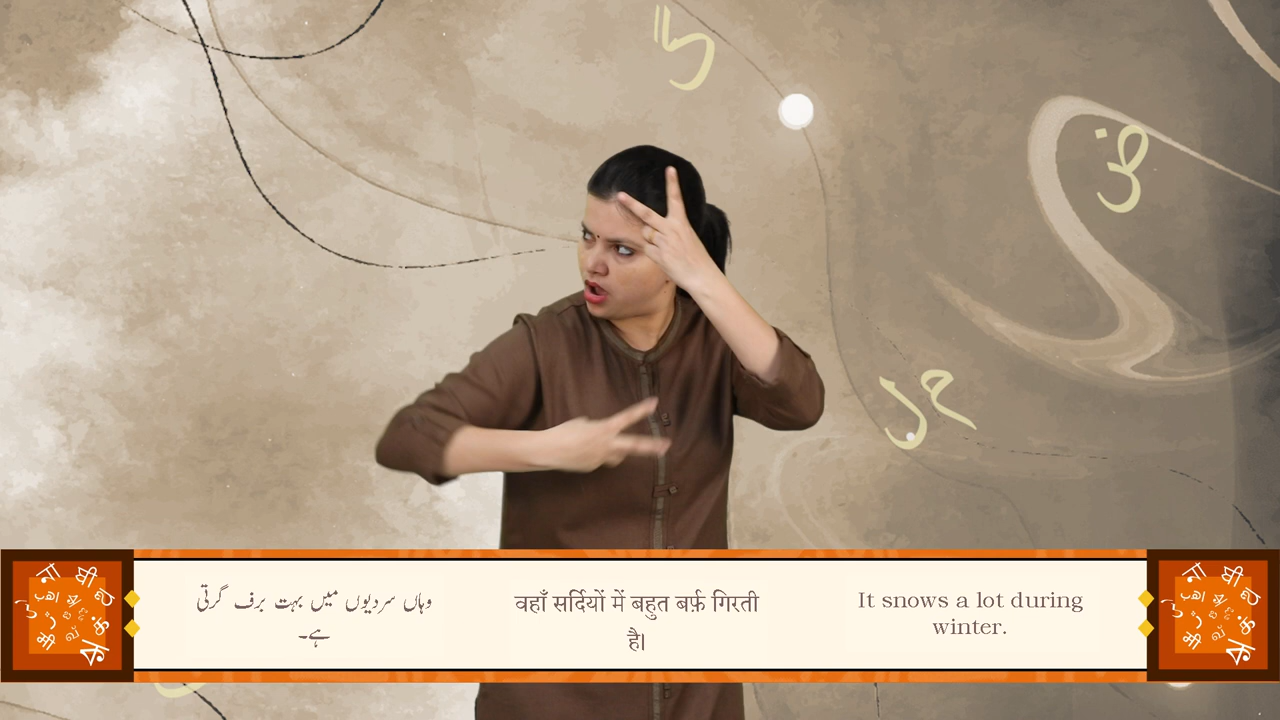 وہاں سردیوں میں بہت برف گرتی
ہے۔
वहाँ सर्दियों में बहुत बर्फ़ गिरती
है।
It snows a lot during
winter.